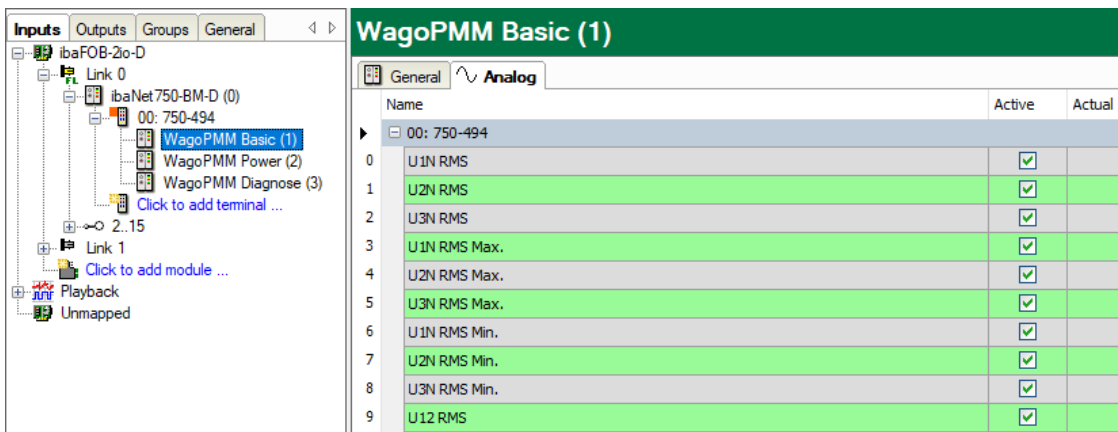 Inputs Outputs Groups General
ibaFOB-2io-D
Link 0
ibaNet750-BM-D (0)
00: 750-494
WagoPMM Basic (1)
WagoPMM Power (2)
WagoPMM Diagnose (3)
Click to add terminal ...
2..15
Link 1
Click to add module ...
Playback
Unmapped
WagoPMM Basic (1)
General Analog
Name Active Actual
00: 750-494
0 U1N RMS
1 U2N RMS
2 U3N RMS
3 U1N RMS Max.
4 U2N RMS Max.
5 U3N RMS Max.
6 U1N RMS Min.
7 U2N RMS Min.
8 U3N RMS Min.
9 U12 RMS